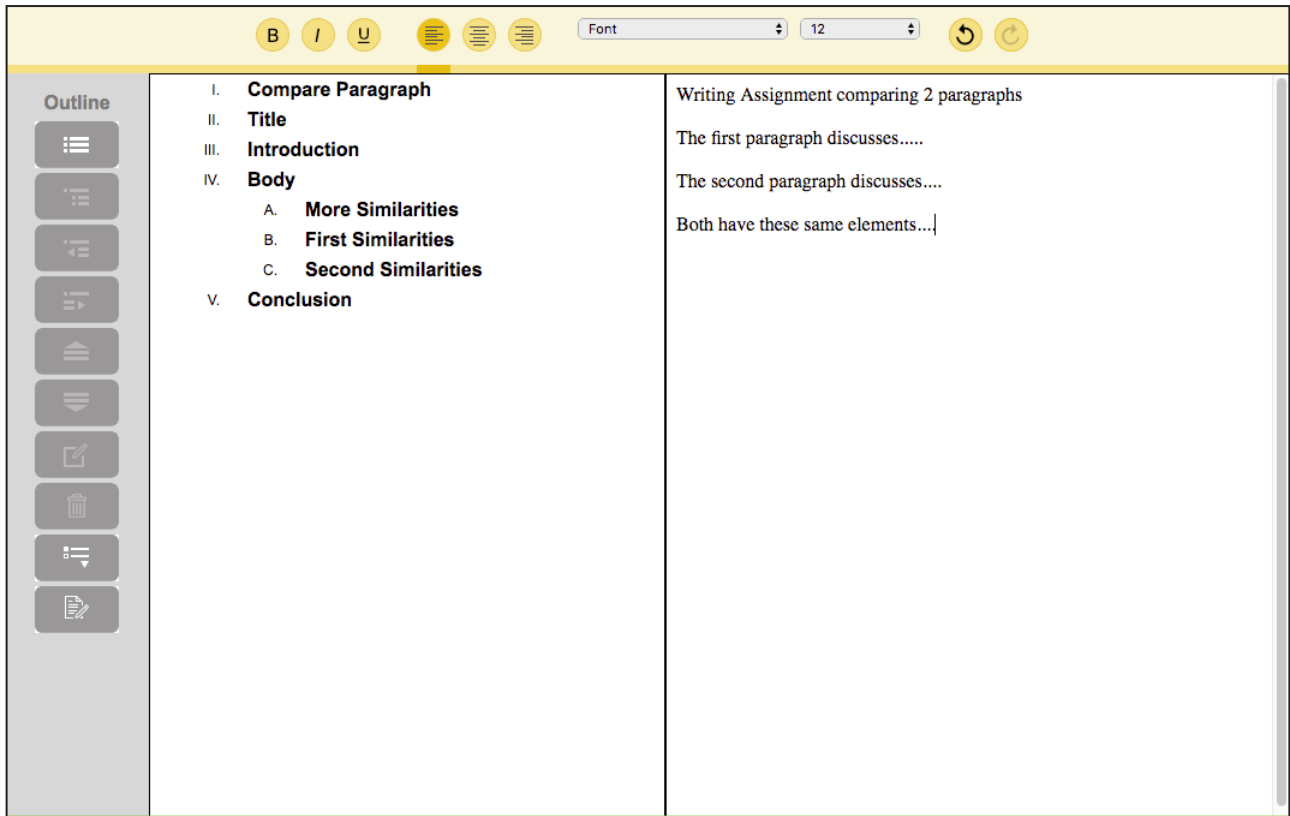 B I U Font 12
Outline
I. Compare Paragraph
II. Title
III. Introduction
IV. Body
A. More Similarities
B. First Similarities
C. Second Similarities
V. Conclusion
Writing Assignment comparing 2 paragraphs
The first paragraph discusses.....
The second paragraph discusses....
Both have these same elements....